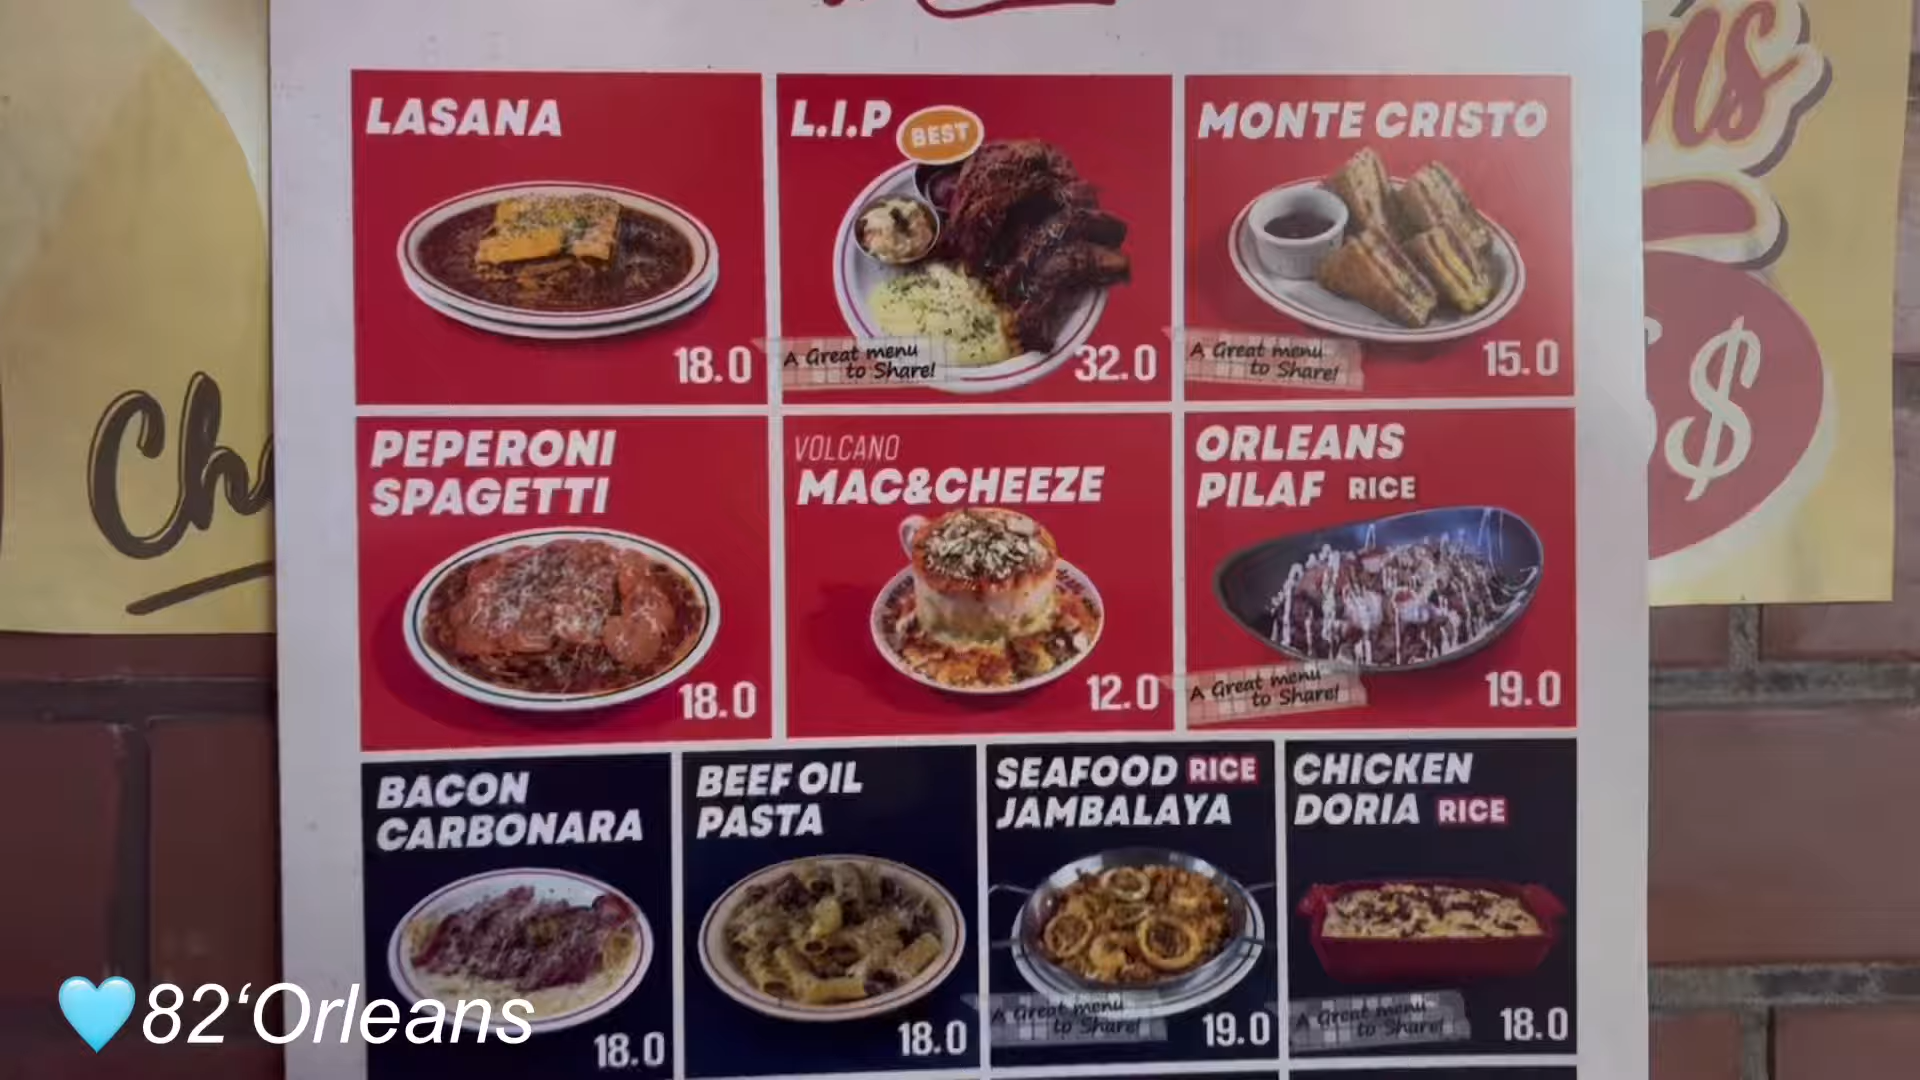 LASANA
18.0
L.I.P
BEST
A Great menu
to Share!
32.0
MONTE CRISTO
A Great menu
to Share!
15.0
PEPERONI
SPAGETTI
18.0
VOLCANO
MAC&CHEEZE
12.0
ORLEANS
PILAF RICE
A Great menu
to Share!
19.0
BACON
CARBONARA
18.0
BEEF OIL
PASTA
18.0
SEAFOOD RICE
JAMBALAYA
A Great menu
to Share!
19.0
CHICKEN
DORIA RICE
A Great menu
to Share!
18.0
Ch
ns
$
🩵82‘Orleans